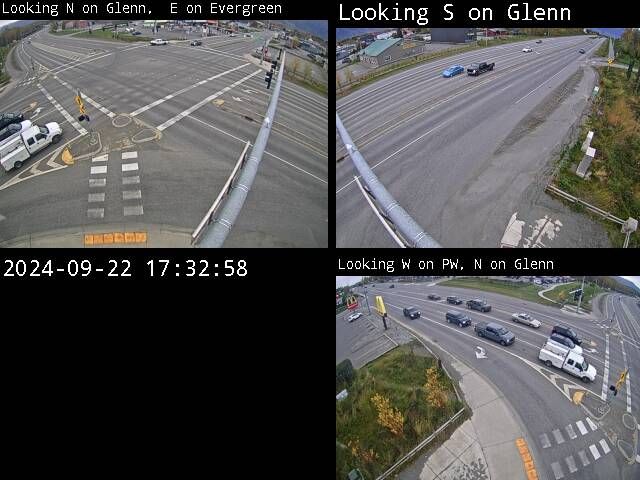 Looking N on Glenn, E on Evergreen
Looking S on Glenn
2024-09-22 17:32:58
Looking W on PW, N on Glenn